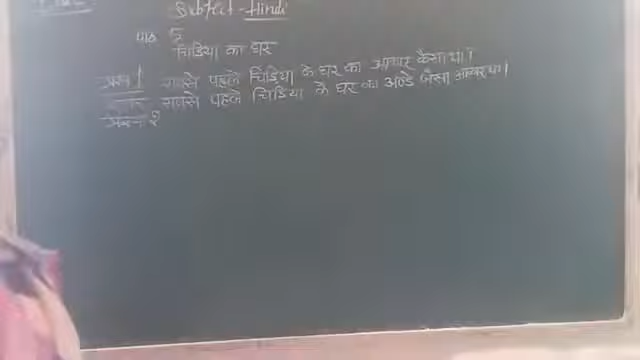 Subject - Hindi
पाठ 5
चिड़िया का घर
प्रश्न 1 सबसे पहले चिड़िया के घर का आकार कैसा था?
उत्तर सबसे पहले चिड़िया के घर का अण्डे जैसा आकार था।
प्रश्न 2